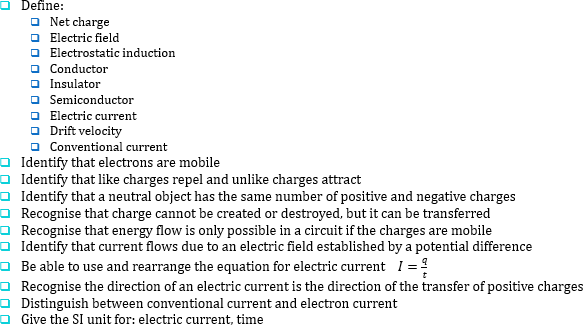 Define:
Net charge
Electric field
Electrostatic induction
Conductor
Insulator
Semiconductor
Electric current
Drift velocity
Conventional current
Identify that electrons are mobile
Identify that like charges repel and unlike charges attract
Identify that a neutral object has the same number of positive and negative charges
Recognise that charge cannot be created or destroyed, but it can be transferred
Recognise that energy flow is only possible in a circuit if the charges are mobile
Identify that current flows due to an electric field established by a potential difference
Be able to use and rearrange the equation for electric current I = q/t
Recognise the direction of an electric current is the direction of the transfer of positive charges
Distinguish between conventional current and electron current
Give the SI unit for: electric current, time